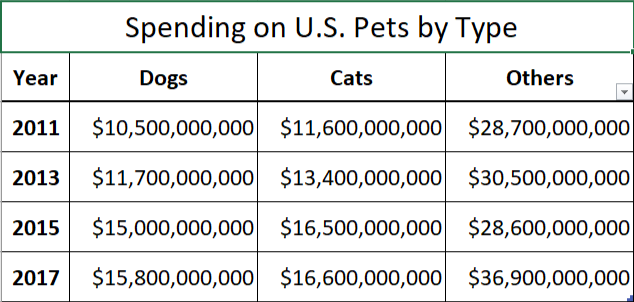 Spending on U.S. Pets by Type
Year Dogs Cats Others
2011 $10,500,000,000 $11,600,000,000 $28,700,000,000
2013 $11,700,000,000 $13,400,000,000 $30,500,000,000
2015 $15,000,000,000 $16,500,000,000 $28,600,000,000
2017 $15,800,000,000 $16,600,000,000 $36,900,000,000